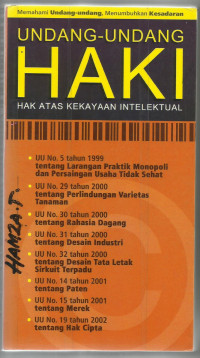 Memahami Undang-undang, Menumbuhkan Kesadaran
UNDANG-UNDANG
HAKI
HAK ATAS KEKAYAAN INTELEKTUAL
• UU No. 5 tahun 1999
tentang Larangan Praktik Monopoli
dan Persaingan Usaha Tidak Sehat
• UU No. 29 tahun 2000
tentang Perlindungan Varietas
Tanaman
• UU No. 30 tahun 2000
tentang Rahasia Dagang
• UU No. 31 tahun 2000
tentang Desain Industri
• UU No. 32 tahun 2000
tentang Desain Tata Letak
Sirkuit Terpadu
• UU No. 14 tahun 2001
tentang Paten
• UU No. 15 tahun 2001
tentang Merek
• UU No. 19 tahun 2002
tentang Hak Cipta
HAMZA.T.